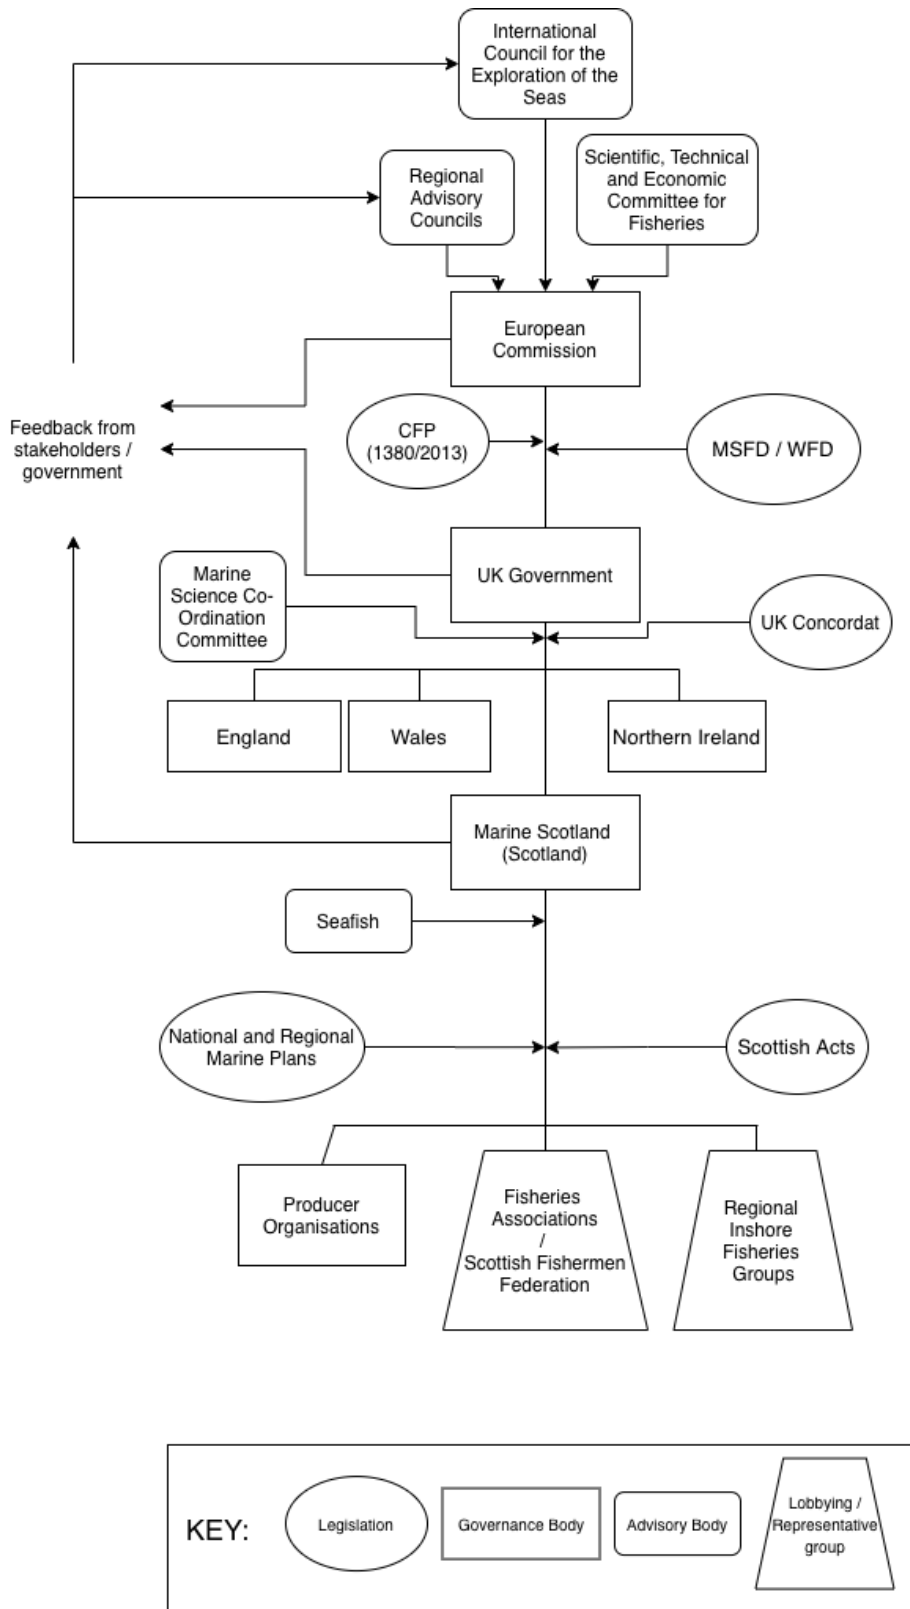 International
Council for the
Exploration of the
Seas
Scientific, Technical
and Economic
Committee for
Fisheries
Regional
Advisory
Councils
European
Commission
CFP
(1380/2013)
MSFD / WFD
Feedback from
stakeholders /
government
UK Government
Marine
Science Co-
Ordination
Committee
UK Concordat
England
Wales
Northern Ireland
Marine Scotland
(Scotland)
Seafish
National and Regional
Marine Plans
Scottish Acts
Producer
Organisations
Fisheries
Associations
/
Scottish Fishermen
Federation
Regional
Inshore
Fisheries
Groups
KEY:
Legislation
Governance Body
Advisory Body
Lobbying /
Representative
group